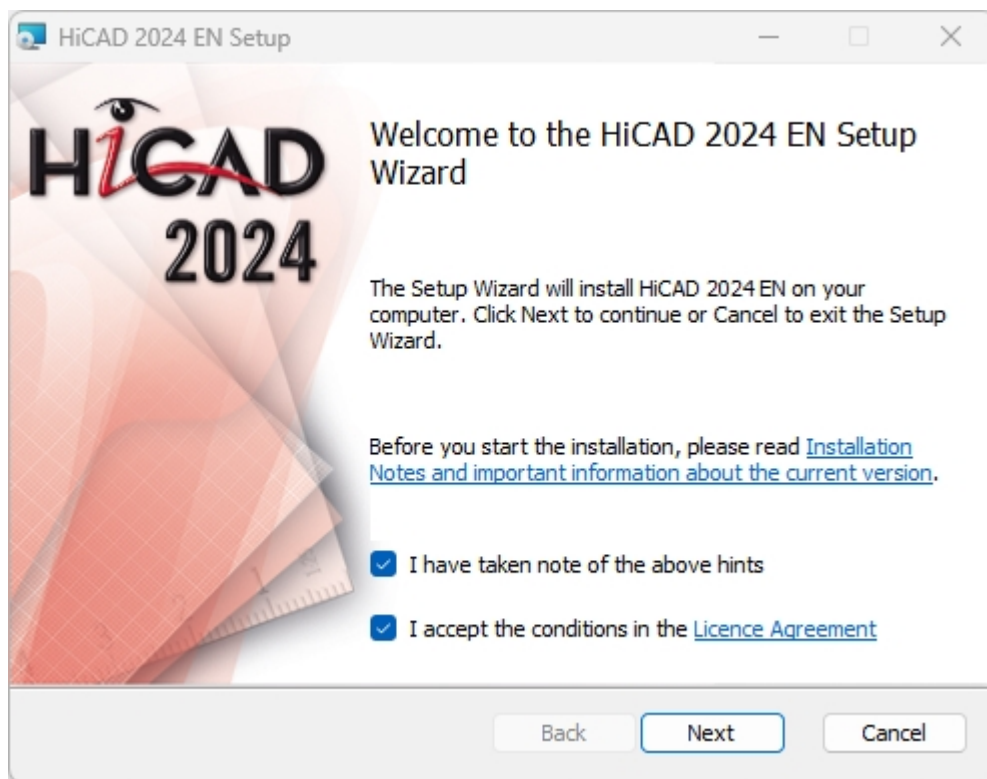 HiCAD 2024 EN Setup
HiCAD
2024
Welcome to the HiCAD 2024 EN Setup
Wizard
The Setup Wizard will install HiCAD 2024 EN on your
computer. Click Next to continue or Cancel to exit the Setup
Wizard.
Before you start the installation, please read Installation
Notes and important information about the current version.
I have taken note of the above hints
I accept the conditions in the Licence Agreement
Back
Next
Cancel